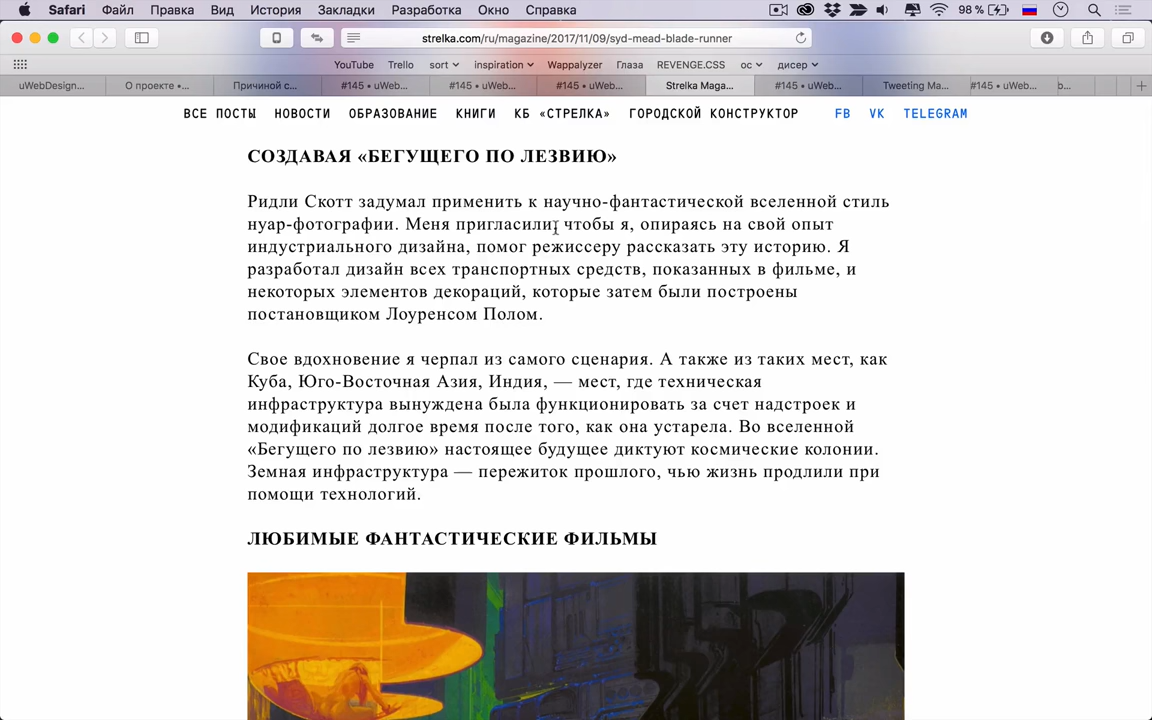 Safari Файл Правка Вид История Закладки Разработка Окно Справка 98 %
strelka.com/ru/magazine/2017/11/09/syd-mead-blade-runner
YouTube Trello sort inspiration Wappalyzer Глаза REVENGE.CSS ос дисер
uWebDesign... О проекте •... Причиной с... #145 • uWeb... #145 • uWeb... #145 • uWeb... Strelka Maga... #145 • uWeb... Tweeting Ma... #145 • uWeb... b...
ВСЕ ПОСТЫ НОВОСТИ ОБРАЗОВАНИЕ КНИГИ КБ «СТРЕЛКА» ГОРОДСКОЙ КОНСТРУКТОР FB VK TELEGRAM
СОЗДАВАЯ «БЕГУЩЕГО ПО ЛЕЗВИЮ»
Ридли Скотт задумал применить к научно-фантастической вселенной стиль
нуар-фотографии. Меня пригласили, чтобы я, опираясь на свой опыт
индустриального дизайна, помог режиссеру рассказать эту историю. Я
разработал дизайн всех транспортных средств, показанных в фильме, и
некоторых элементов декораций, которые затем были построены
постановщиком Лоуренсом Полом.
Свое вдохновение я черпал из самого сценария. А также из таких мест, как
Куба, Юго-Восточная Азия, Индия, — мест, где техническая
инфраструктура вынуждена была функционировать за счет надстроек и
модификаций долгое время после того, как она устарела. Во вселенной
«Бегущего по лезвию» настоящее будущее диктуют космические колонии.
Земная инфраструктура — пережиток прошлого, чью жизнь продлили при
помощи технологий.
ЛЮБИМЫЕ ФАНТАСТИЧЕСКИЕ ФИЛЬМЫ